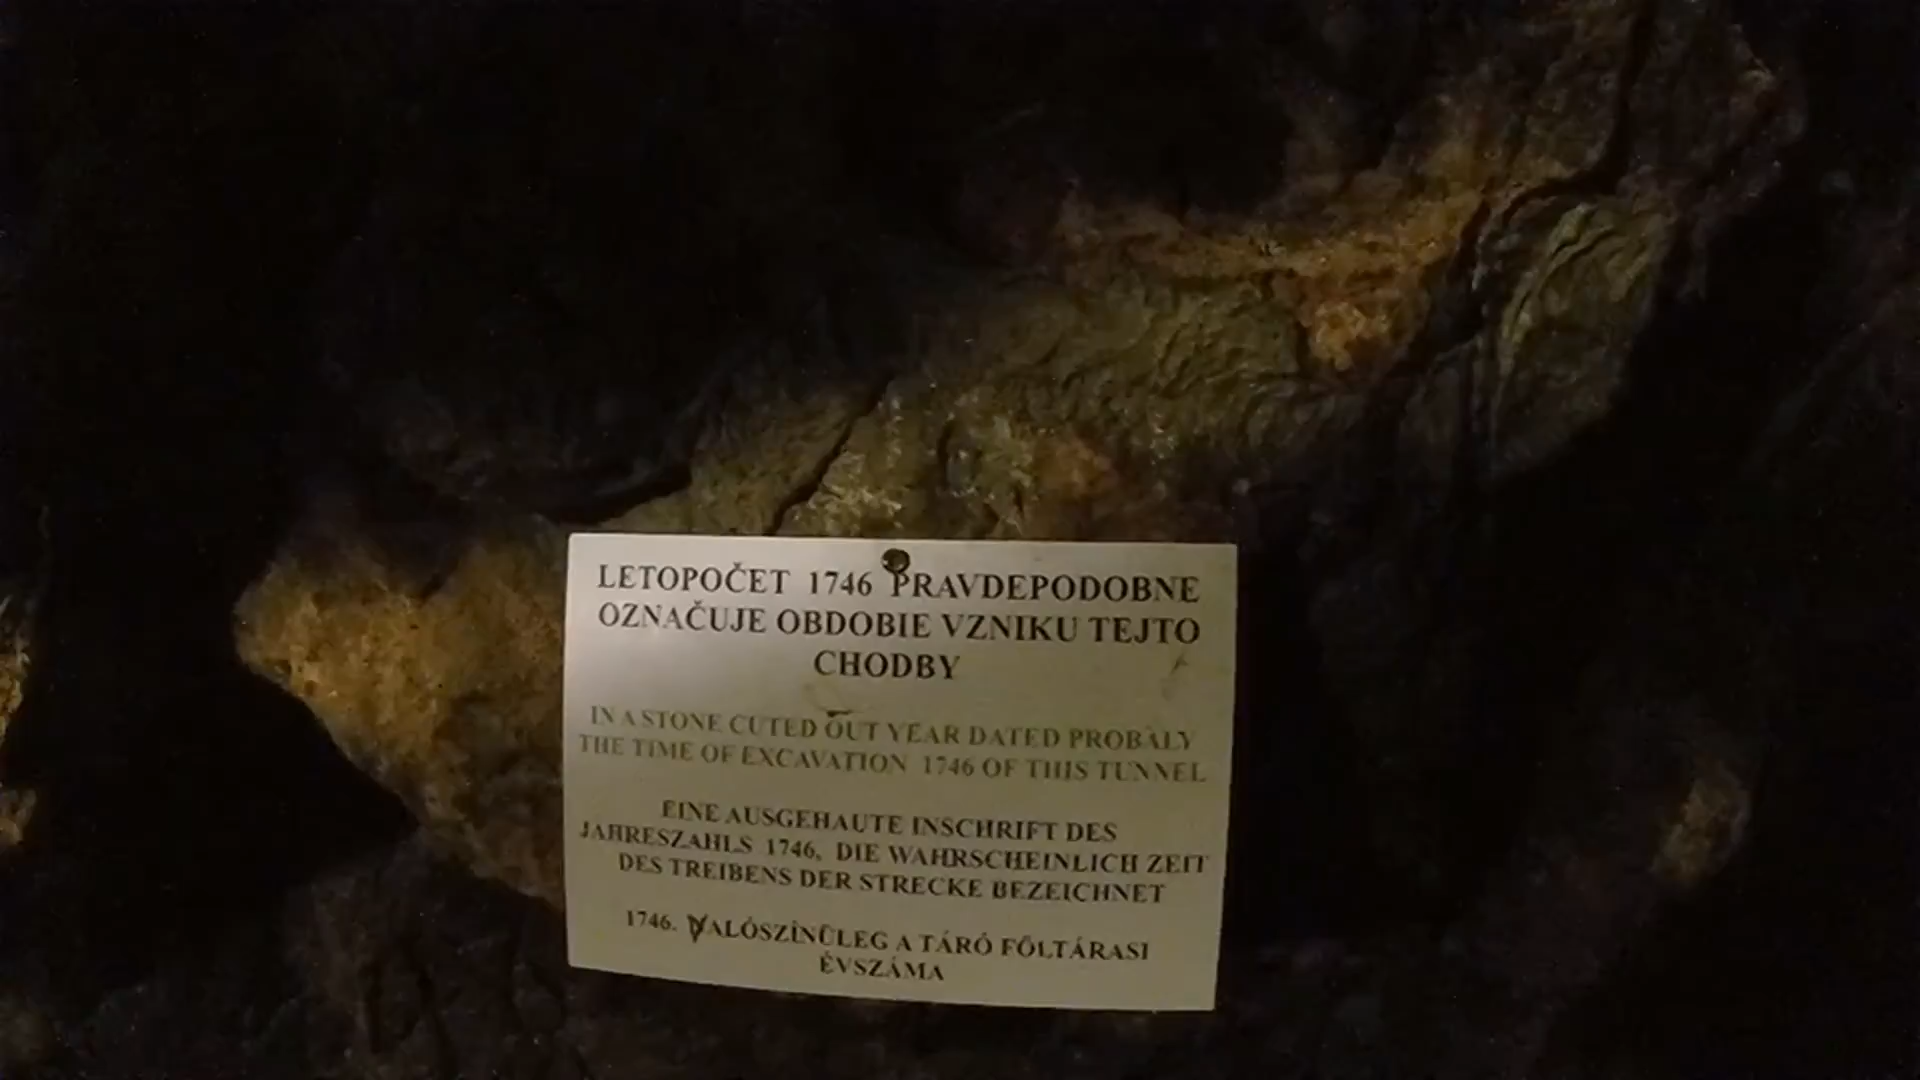 LETOPOČET 1746 PRAVDEPODOBNE
OZNAČUJE OBDOBIE VZNIKU TEJTO
CHODBY
IN A STONE CUTED OUT YEAR DATED PROBALY
THE TIME OF EXCAVATION 1746 OF THIS TUNNEL
EINE AUSGEHAUTE INSCHRIFT DES
JAHRESZAHLS 1746, DIE WAHRSCHEINLICH ZEIT
DES TREIBENS DER STRECKE BEZEICHNET
1746. VALÓSZÍNŰLEG A TÁRÓ FÖLTÁRASI
ÉVSZÁMA